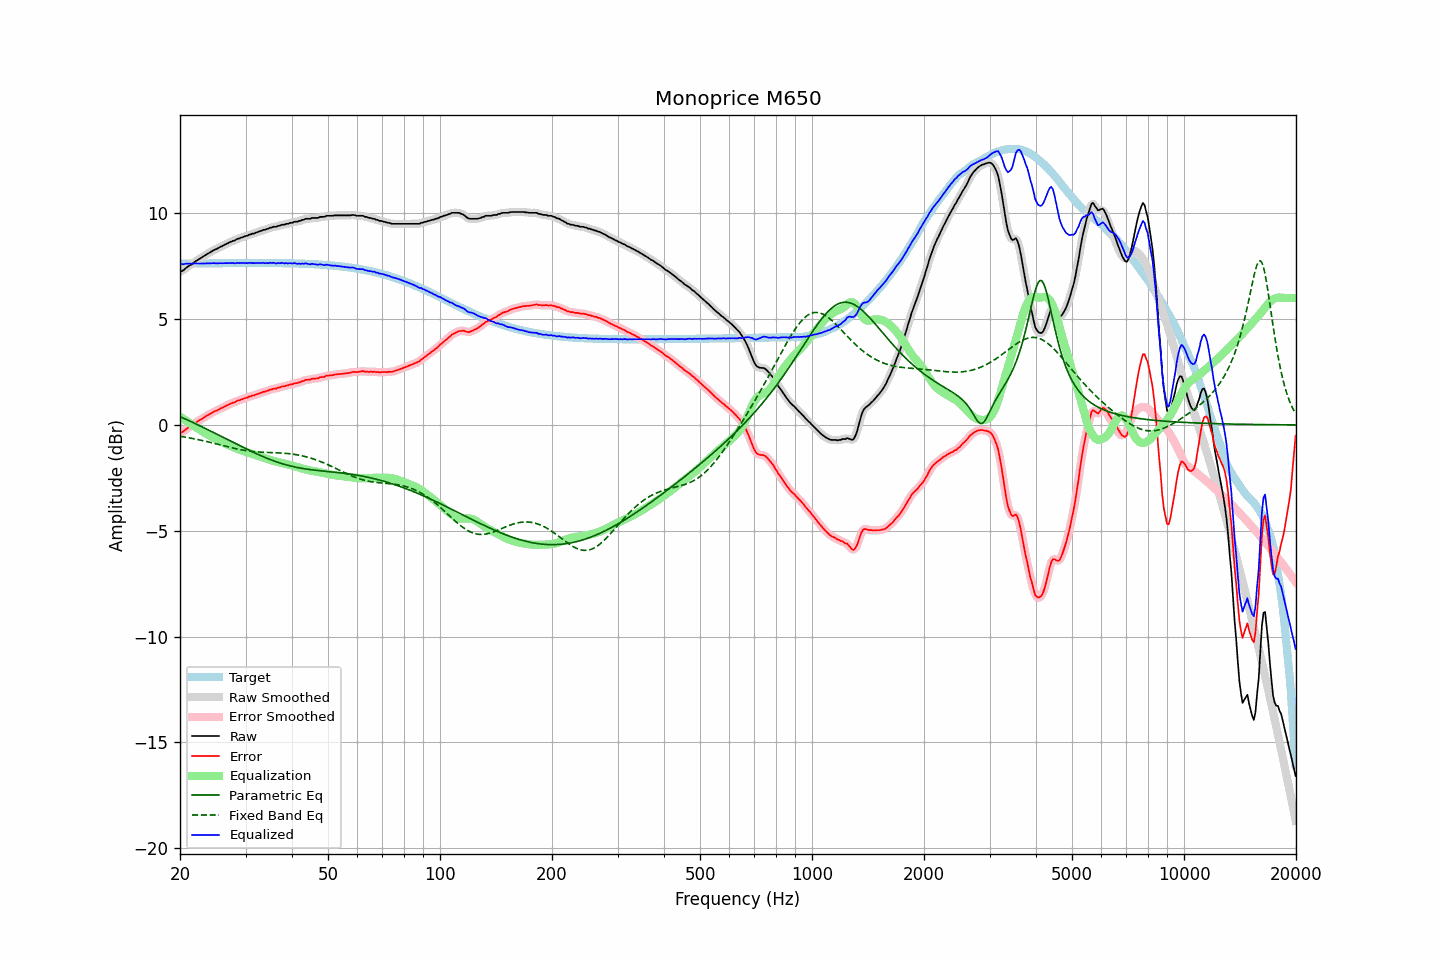 Monoprice M650
Amplitude (dBr)
10
5
0
−5
−10
−15
−20
Target
Raw Smoothed
Error Smoothed
Raw
Error
Equalization
Parametric Eq
Fixed Band Eq
Equalized
20 50 100 200 500 1000 2000 5000 10000 20000
Frequency (Hz)